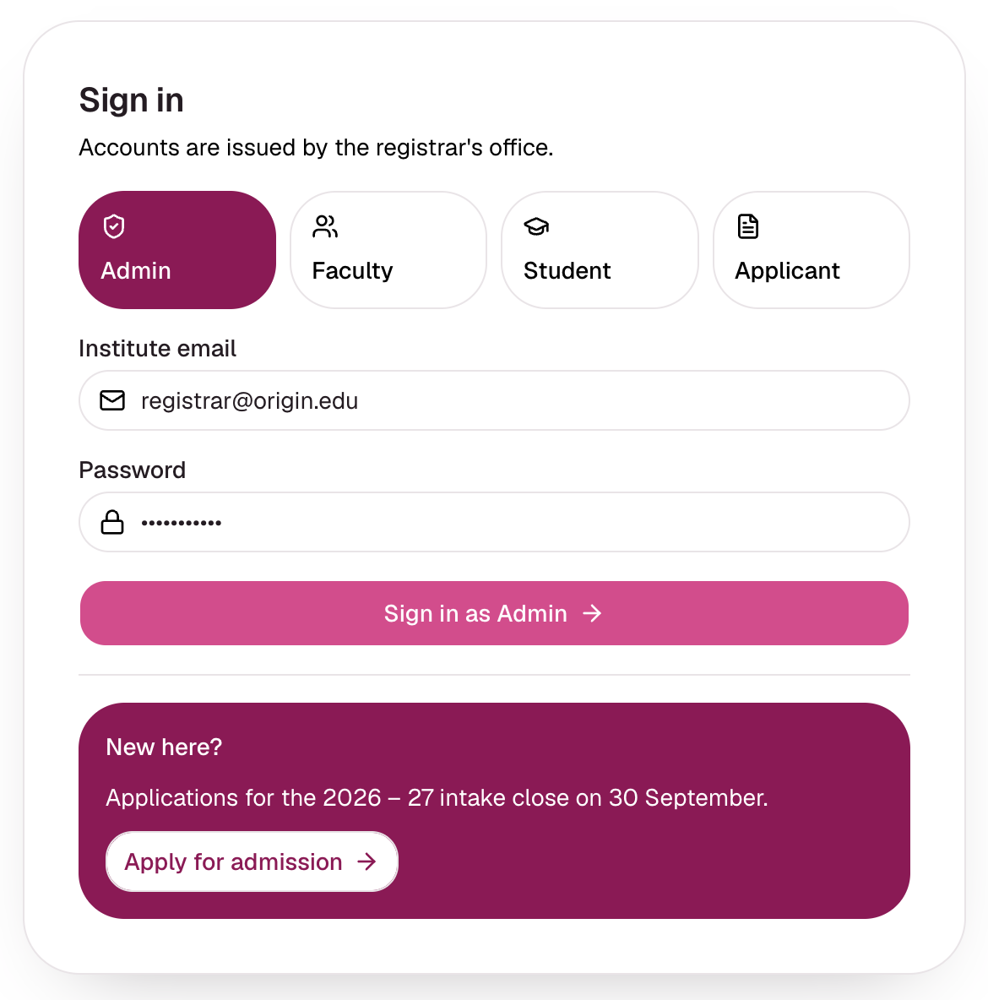 Sign in
Accounts are issued by the registrar's office.
Admin
Faculty
Student
Applicant
Institute email
registrar@origin.edu
Password
•••••••••••
Sign in as Admin →
New here?
Applications for the 2026 – 27 intake close on 30 September.
Apply for admission →